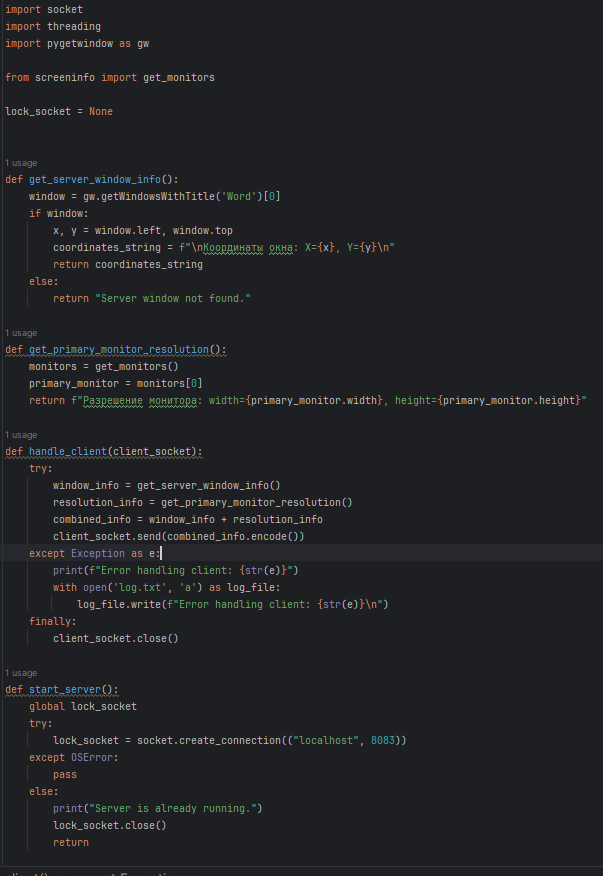 import socket
import threading
import pygetwindow as gw
from screeninfo import get_monitors
lock_socket = None
1 usage
def get_server_window_info():
    window = gw.getWindowsWithTitle('Word')[0]
    if window:
        x, y = window.left, window.top
        coordinates_string = f"\nКоординаты окна: X={x}, Y={y}\n"
        return coordinates_string
    else:
        return "Server window not found."
1 usage
def get_primary_monitor_resolution():
    monitors = get_monitors()
    primary_monitor = monitors[0]
    return f"Разрешение монитора: width={primary_monitor.width}, height={primary_monitor.height}"
1 usage
def handle_client(client_socket):
    try:
        window_info = get_server_window_info()
        resolution_info = get_primary_monitor_resolution()
        combined_info = window_info + resolution_info
        client_socket.send(combined_info.encode())
    except Exception as e:
        print(f"Error handling client: {str(e)}")
        with open('log.txt', 'a') as log_file:
            log_file.write(f"Error handling client: {str(e)}\n")
    finally:
        client_socket.close()
1 usage
def start_server():
    global lock_socket
    try:
        lock_socket = socket.create_connection(("localhost", 8083))
    except OSError:
        pass
    else:
        print("Server is already running.")
        lock_socket.close()
        return